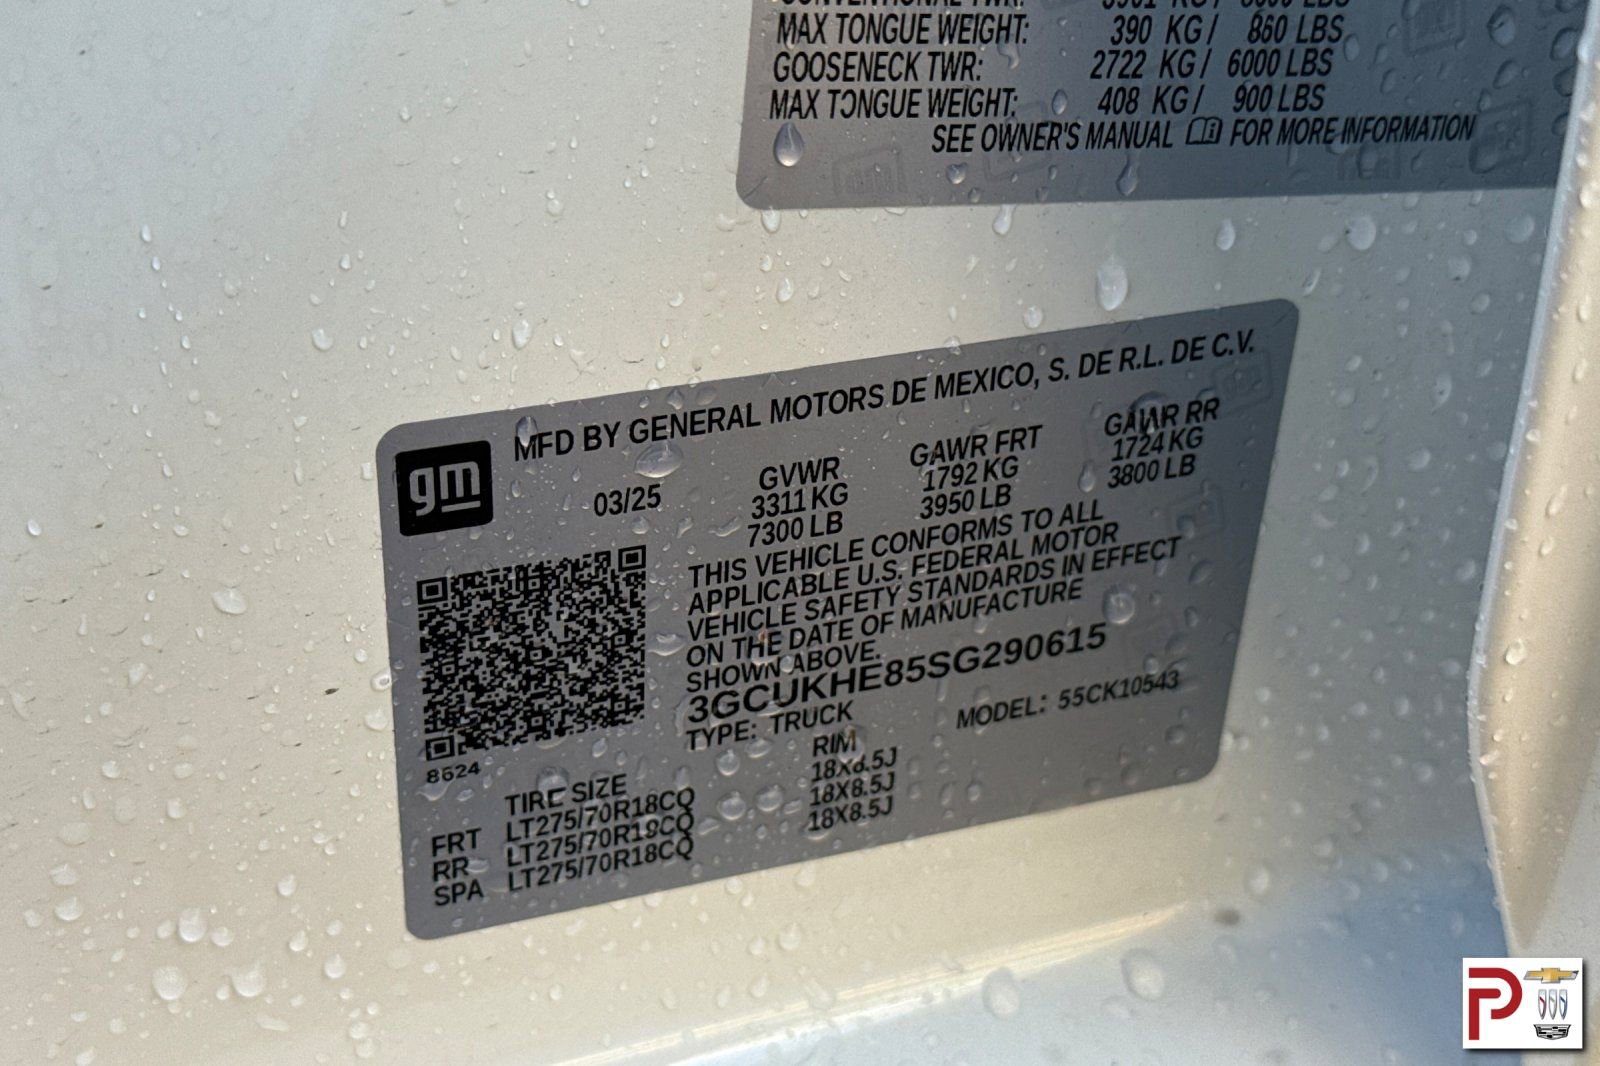 MAX TONGUE WEIGHT: 390 KG/ 860 LBS
GOOSENECK TWR: 2722 KG/ 6000 LBS
MAX TONGUE WEIGHT: 408 KG/ 900 LBS
SEE OWNER'S MANUAL FOR MORE INFORMATION
gm
MFD BY GENERAL MOTORS DE MEXICO, S. DE R.L. DE C.V.
03/25
GVWR GAWR FRT GAWR RR
3311 KG 1792 KG 1724 KG
7300 LB 3950 LB 3800 LB
THIS VEHICLE CONFORMS TO ALL
APPLICABLE U.S. FEDERAL MOTOR
VEHICLE SAFETY STANDARDS IN EFFECT
ON THE DATE OF MANUFACTURE
SHOWN ABOVE.
3GCUKHE85SG290615
TYPE: TRUCK MODEL: 55CK10543
8624
TIRE SIZE RIM
FRT LT275/70R18CQ 18X8.5J
RR LT275/70R18CQ 18X8.5J
SPA LT275/70R18CQ 18X8.5J
P